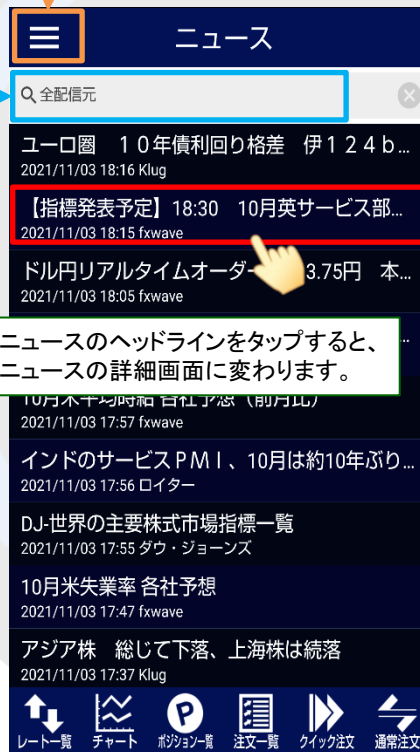 ニュース
全配信元
ユーロ圏 10年債利回り格差 伊124b...
2021/11/03 18:16 Klug
【指標発表予定】18:30 10月英サービス部...
2021/11/03 18:15 fxwave
ドル円リアルタイムオーダー 3.75円 本...
2021/11/03 18:05 fxwave
ニュースのヘッドラインをタップすると、
ニュースの詳細画面に変わります。
10月米平均時給 各社予想（前月比）
2021/11/03 17:57 fxwave
インドのサービスPMI、10月は約10年ぶり...
2021/11/03 17:56 ロイター
DJ-世界の主要株式市場指標一覧
2021/11/03 17:55 ダウ・ジョーンズ
10月米失業率 各社予想
2021/11/03 17:47 fxwave
アジア株 総じて下落、上海株は続落
2021/11/03 17:37 Klug
レート一覧 チャート ポジション一覧 注文一覧 クイック注文 通常注文